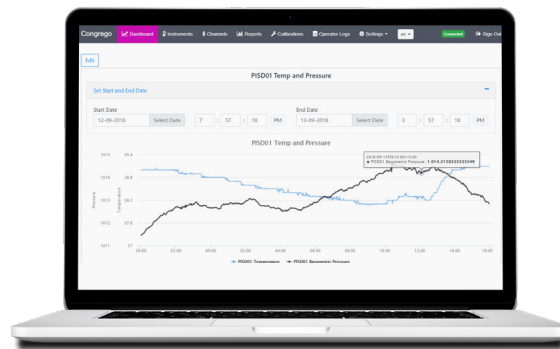 Congrego Dashboard Instruments Channels Reports Calibrations Operator Logs Settings en Connected Sign Out
Edit
PISD01 Temp and Pressure
Set Start and End Date
Start Date End Date
12-09-2018 Select Date 7 : 57 : 18 PM 13-09-2018 Select Date 3 : 57 : 18 PM
PISD01 Temp and Pressure
PISD01 Barometric Pressure: 1 014.2158333333349
1015 29.4
1014 28.8
1013 28.2
1012 27.6
1011 27
Pressure
Temperature
20:00 22:00 00:00 02:00 04:00 06:00 08:00 10:00 12:00 14:00 16:00
PISD01 Temperature PISD01 Barometric Pressure